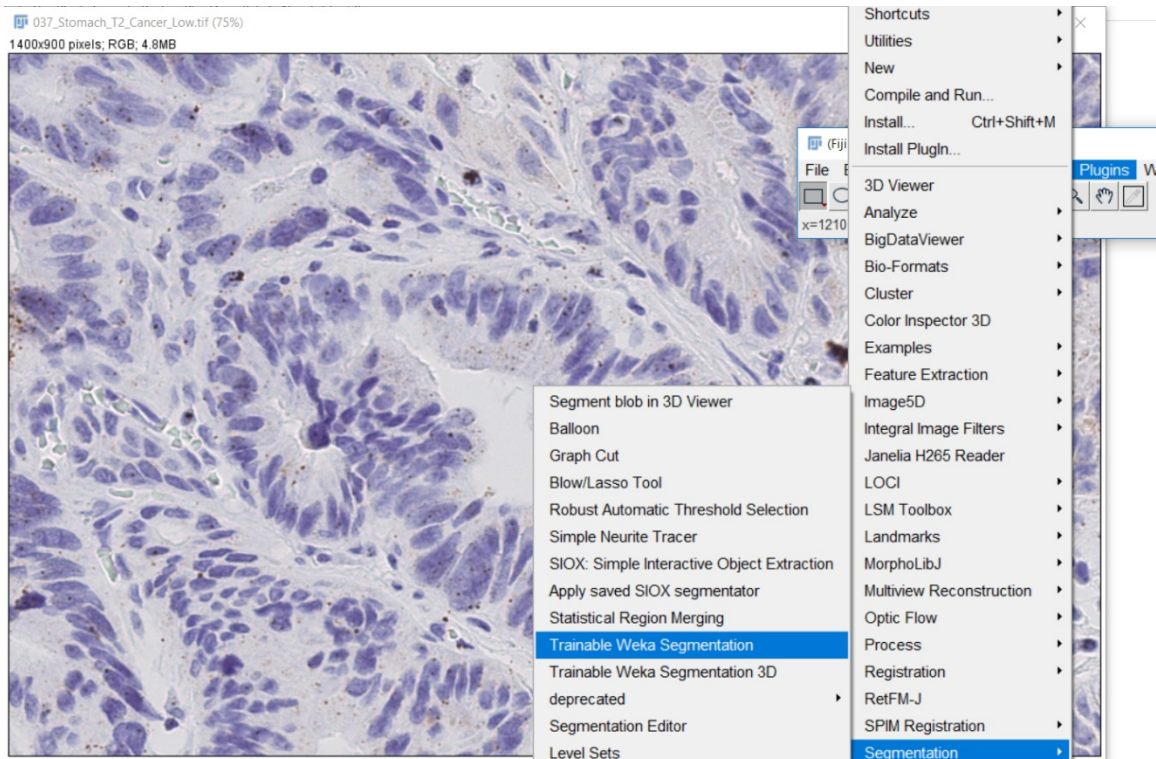 037_Stomach_T2_Cancer_Low.tif (75%)
1400x900 pixels; RGB; 4.8MB
Shortcuts
Utilities
New
Compile and Run...
Install... Ctrl+Shift+M
Install PlugIn...
3D Viewer
Analyze
BigDataViewer
Bio-Formats
Cluster
Color Inspector 3D
Examples
Feature Extraction
Image5D
Integral Image Filters
Janelia H265 Reader
LOCI
LSM Toolbox
Landmarks
MorphoLibJ
Multiview Reconstruction
Optic Flow
Process
Registration
RetFM-J
SPIM Registration
Segmentation
(Fiji
File E
Plugins W
x=1210
Segment blob in 3D Viewer
Balloon
Graph Cut
Blow/Lasso Tool
Robust Automatic Threshold Selection
Simple Neurite Tracer
SIOX: Simple Interactive Object Extraction
Apply saved SIOX segmentator
Statistical Region Merging
Trainable Weka Segmentation
Trainable Weka Segmentation 3D
deprecated
Segmentation Editor
Level Sets